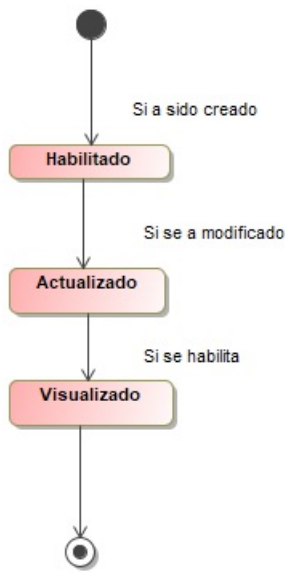 Si a sido creado
Habilitado
Si se a modificado
Actualizado
Si se habilita
Visualizado